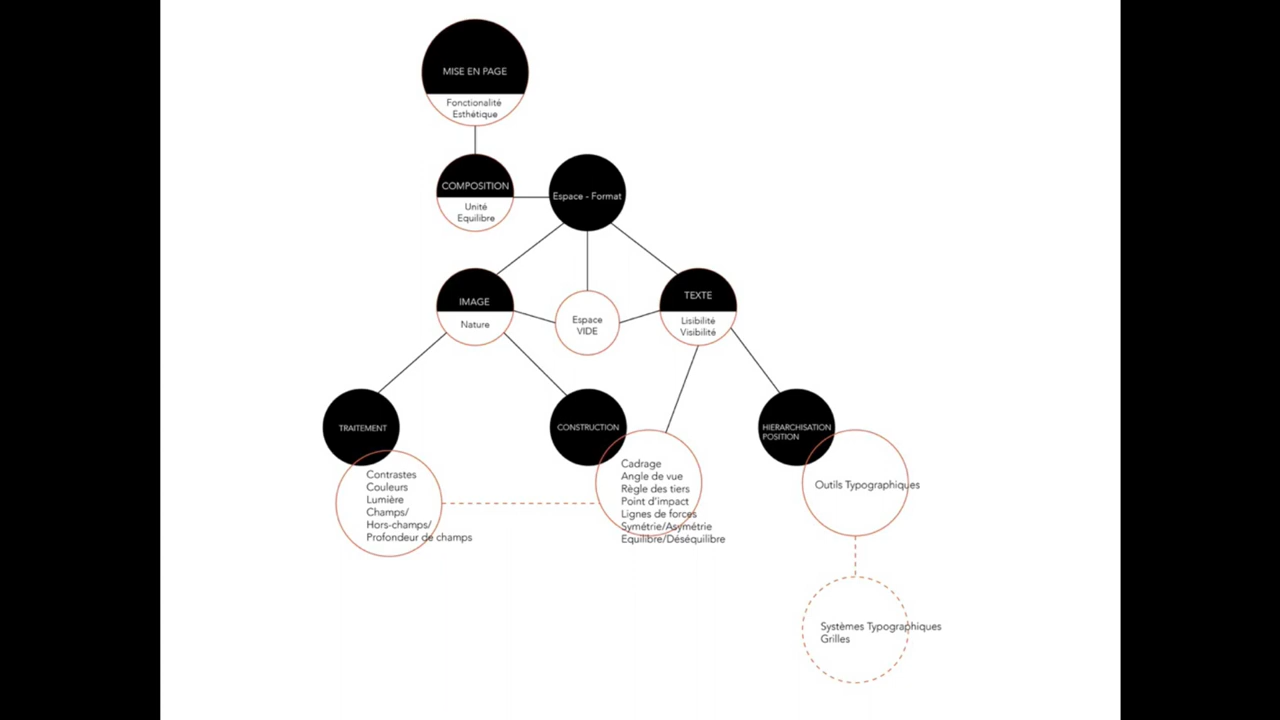 MISE EN PAGE
Fonctionalité
Esthétique
COMPOSITION
Unité
Equilibre
Espace - Format
IMAGE
Nature
Espace
VIDE
TEXTE
Lisibilité
Visibilité
TRAITEMENT
Contrastes
Couleurs
Lumière
Champs/
Hors-champs/
Profondeur de champs
CONSTRUCTION
Cadrage
Angle de vue
Règle des tiers
Point d'impact
Lignes de forces
Symétrie/Asymétrie
Equilibre/Déséquilibre
HIERARCHISATION
POSITION
Outils Typographiques
Systèmes Typographiques
Grilles